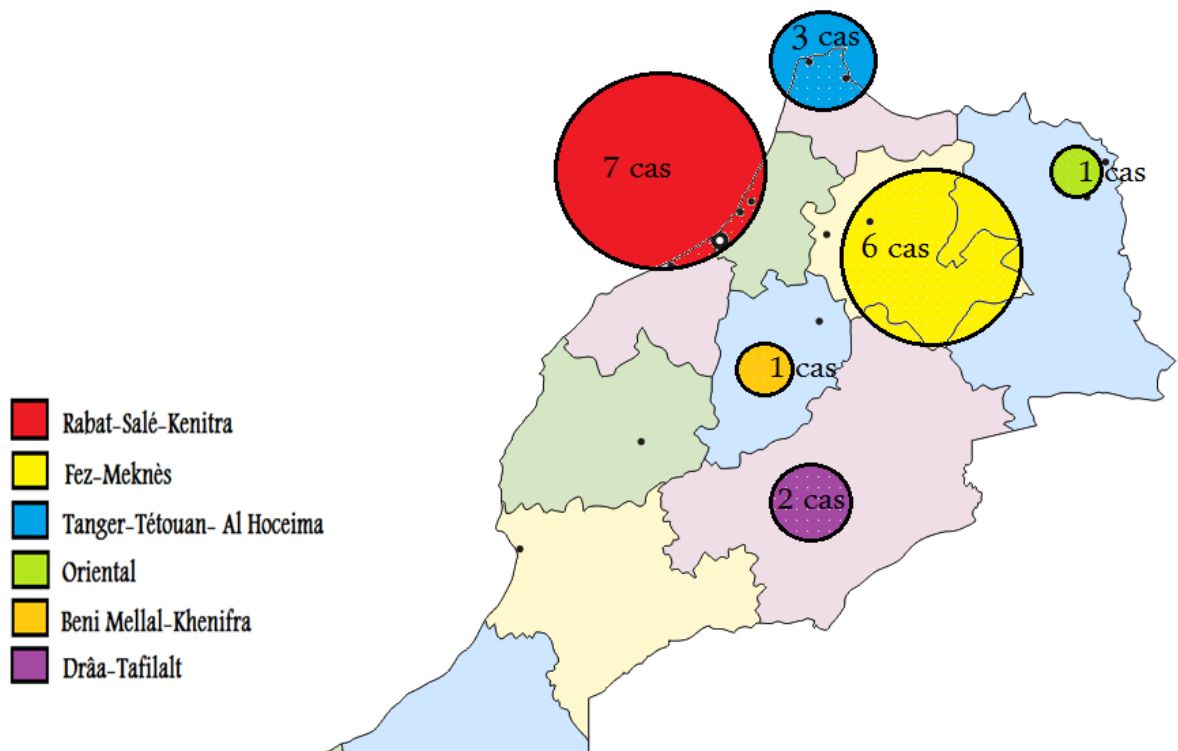 3 cas
7 cas
1 cas
6 cas
1 cas
2 cas
Rabat-Salé-Kenitra
Fez-Meknès
Tanger-Tétouan- Al Hoceima
Oriental
Beni Mellal-Khenifra
Drâa-Tafilalt